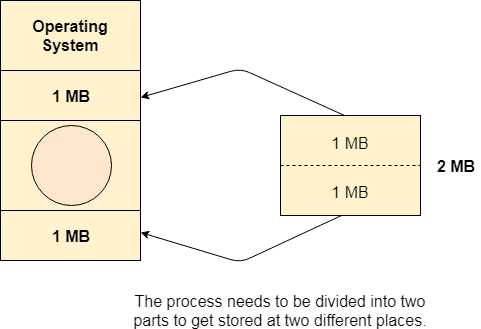 Operating
System
1 MB
1 MB
1 MB
1 MB
2 MB
The process needs to be divided into two
parts to get stored at two different places.